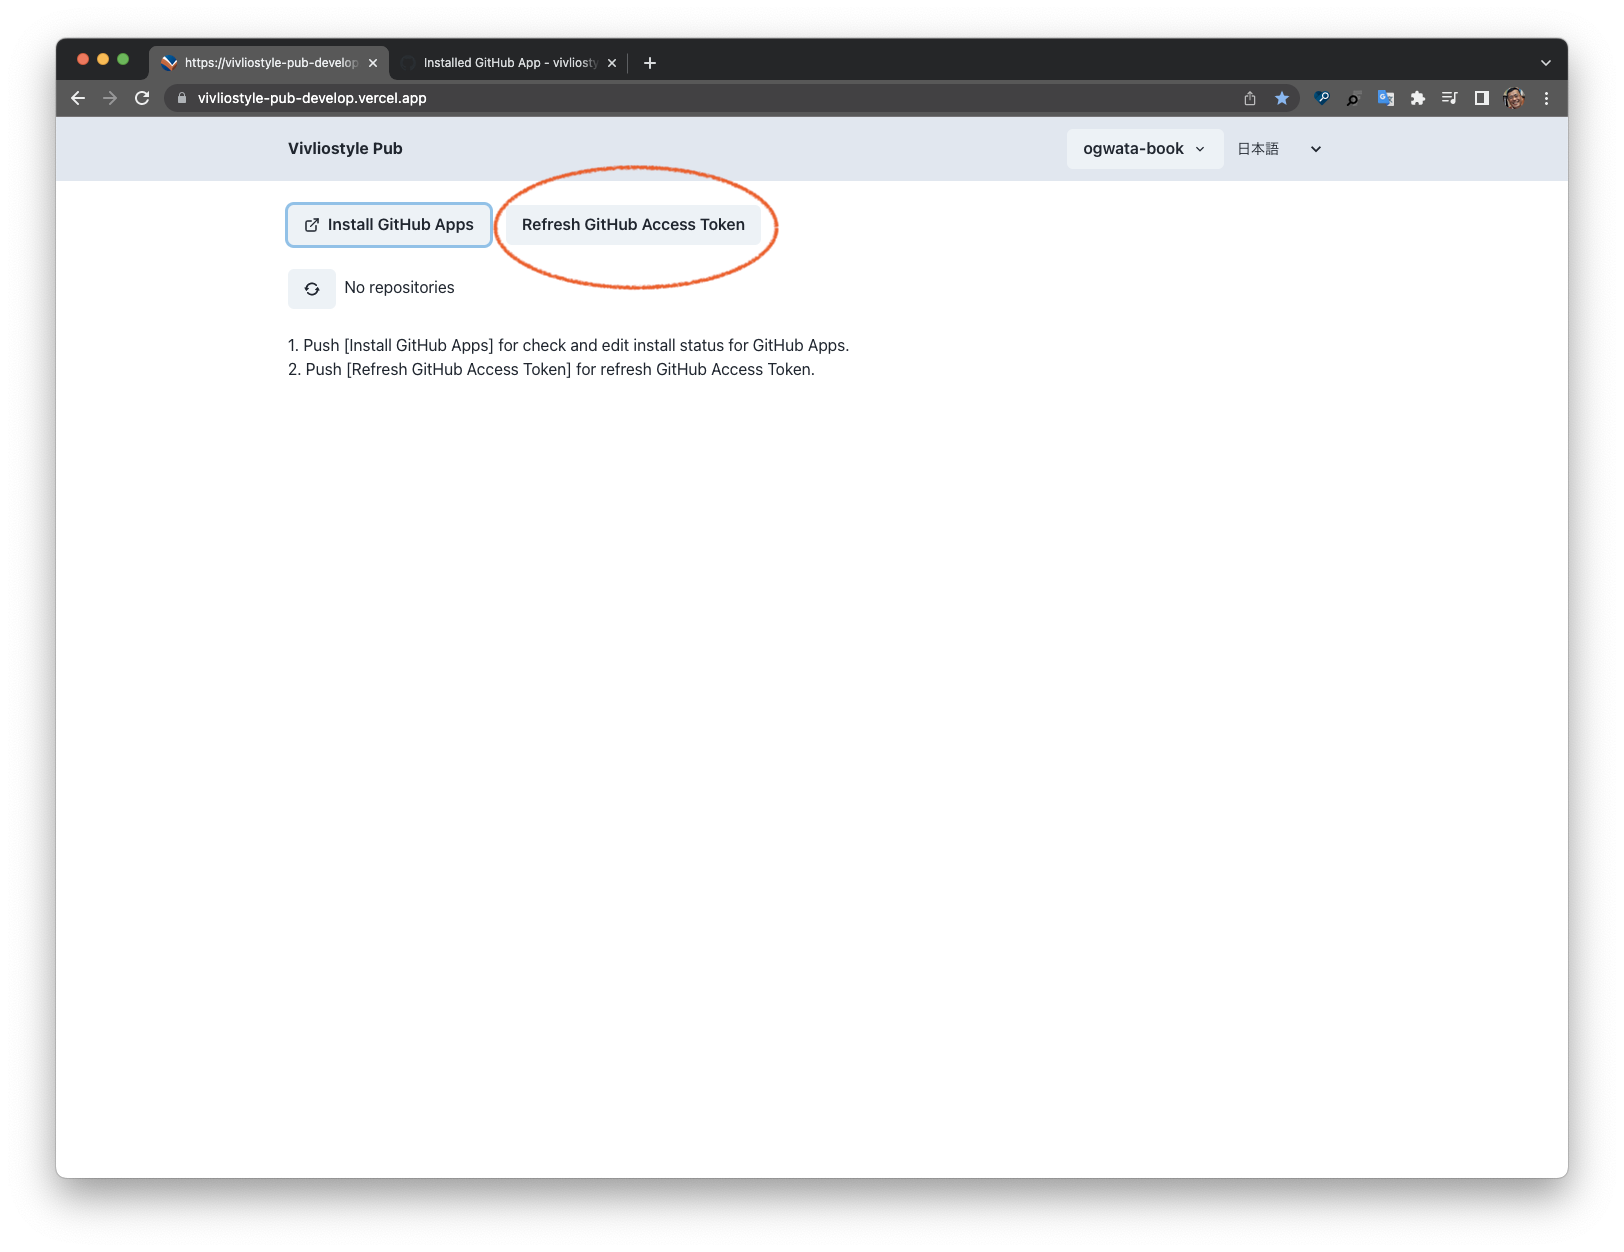 https://vivliostyle-pub-develop
Installed GitHub App - vivliosty
vivliostyle-pub-develop.vercel.app
Vivliostyle Pub
ogwata-book
日本語
Install GitHub Apps
Refresh GitHub Access Token
No repositories
1. Push [Install GitHub Apps] for check and edit install status for GitHub Apps.
2. Push [Refresh GitHub Access Token] for refresh GitHub Access Token.